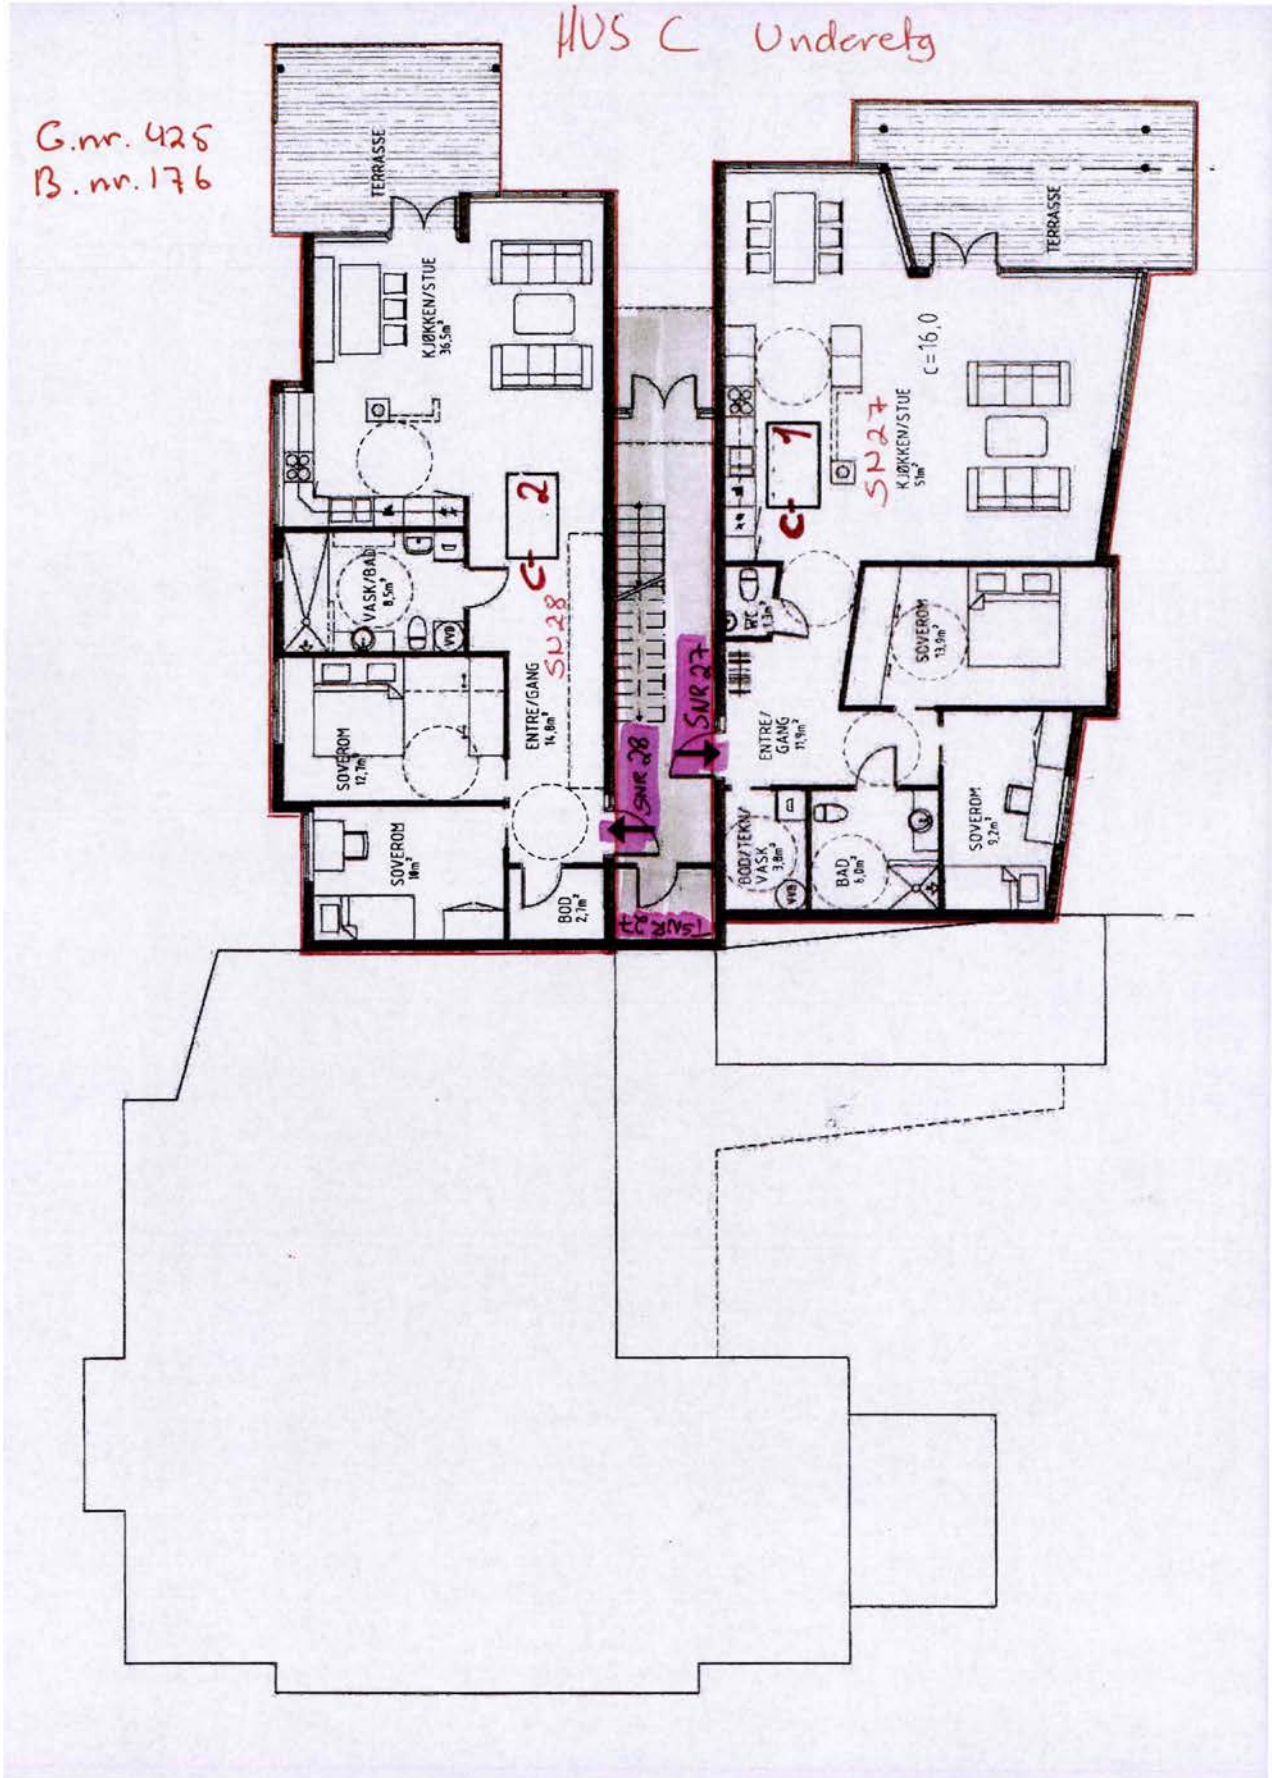 HUS C Underetg
G.nr. 425
B.nr. 176
TERRASSE
KJØKKEN/STUE
36,5m²
C-2
VASK/BAD
8,5m²
VVB
SN28
ENTRE/GANG
14,8m²
SOVEROM
12,7m²
SOVEROM
10m²
BOD
2,7m²
SNR 28
SNR 27
TERRASSE
C=16,0
SN27
KJØKKEN/STUE
51m²
C-1
WC
1,3m²
SOVEROM
13,9m²
ENTRE/
GANG
11,9m²
BOD/TEKN/
VASK
3,8m²
VVB
BAD
6,0m²
SOVEROM
9,2m²